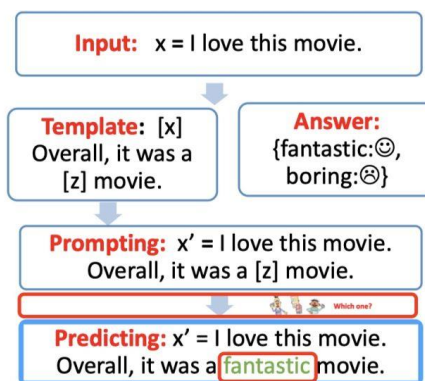 Input: x = I love this movie.
Template: [x]
Overall, it was a
[z] movie.
Answer:
{fantastic:☺,
boring:☹}
Prompting: x' = I love this movie.
Overall, it was a [z] movie.
Which one?
Predicting: x' = I love this movie.
Overall, it was a fantastic movie.